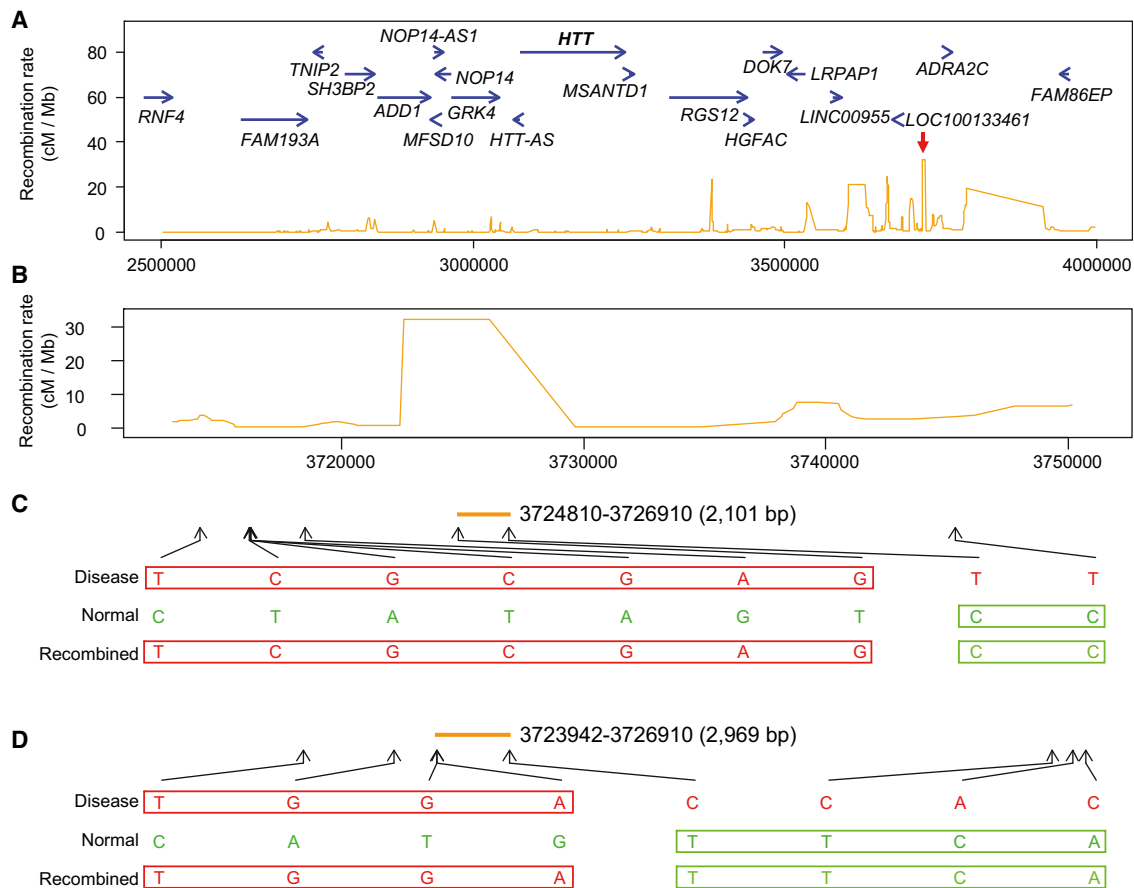 A
Recombination rate
(cM / Mb)
80
60
40
20
0
NOP14-AS1
HTT
TNIP2
SH3BP2
NOP14
MSANTD1
DOK7
LRPAP1
ADRA2C
FAM86EP
RNF4
ADD1
GRK4
RGS12
LINC00955
LOC100133461
FAM193A
MFSD10
HTT-AS
HGFAC
2500000 3000000 3500000 4000000
B
Recombination rate
(cM / Mb)
30
20
10
0
3720000 3730000 3740000 3750000
C
3724810-3726910 (2,101 bp)
Disease T C G C G A G T T
Normal C T A T A G T C C
Recombined T C G C G A G C C
D
3723942-3726910 (2,969 bp)
Disease T G G A C C A C
Normal C A T G T T C A
Recombined T G G A T T C A